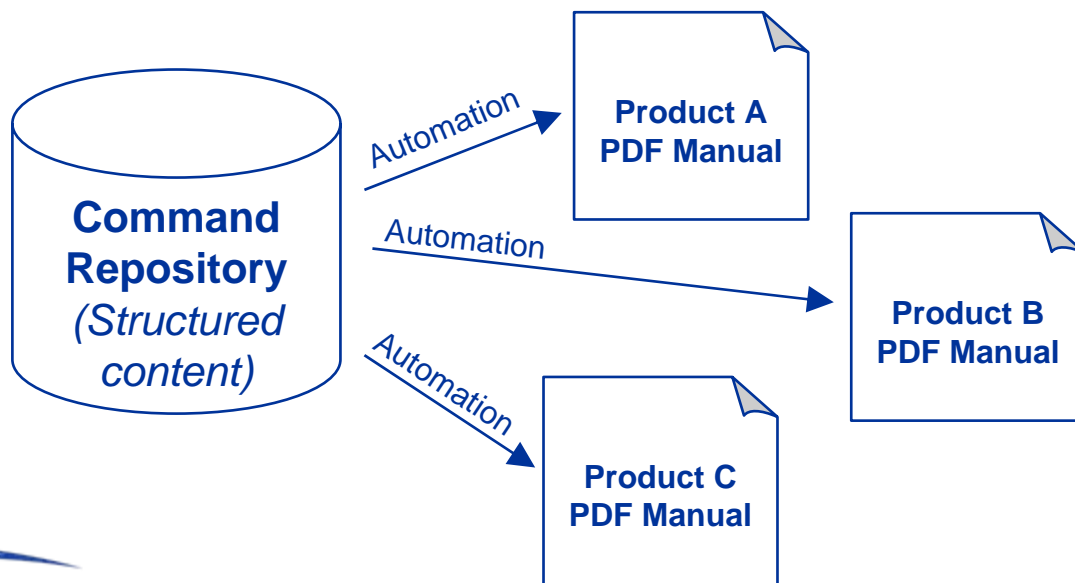 Command
Repository
(Structured
content)
Automation
Product A
PDF Manual
Automation
Product B
PDF Manual
Automation
Product C
PDF Manual